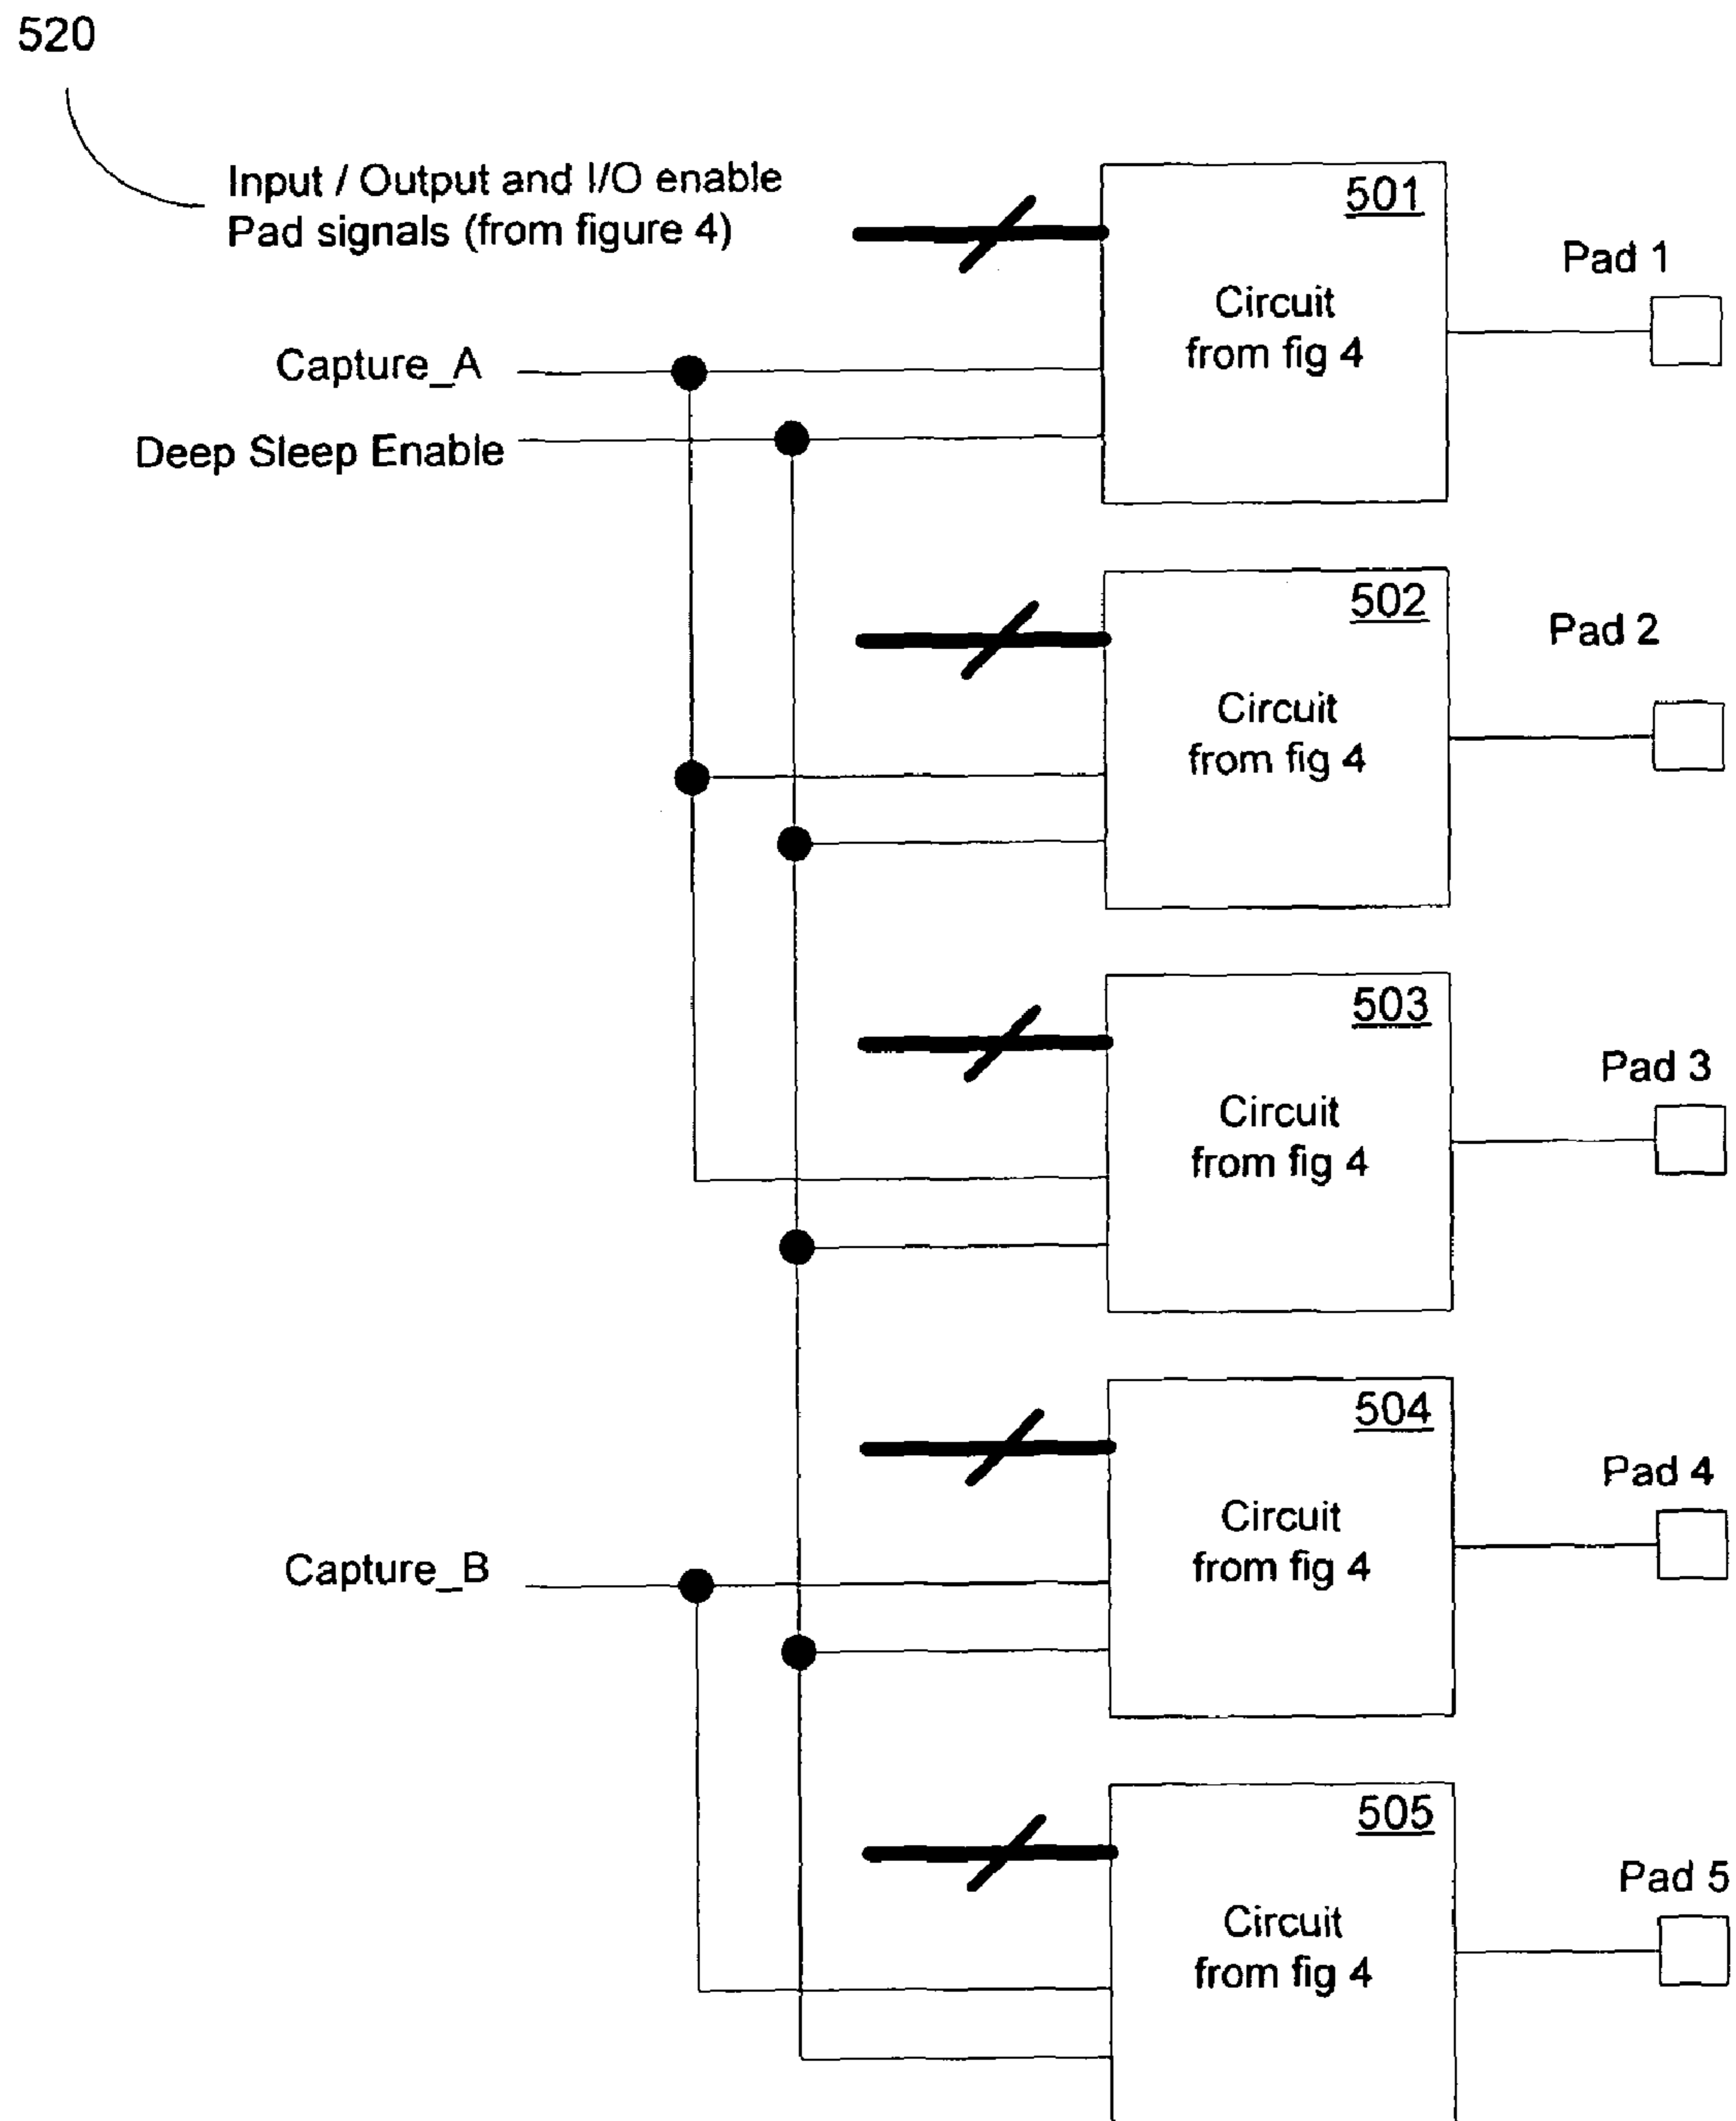 520
Input / Output and I/O enable
Pad signals (from figure 4)
501
Pad 1
Circuit
from fig 4
Capture_A
Deep Sleep Enable
502
Pad 2
Circuit
from fig 4
503
Pad 3
Circuit
from fig 4
504
Pad 4
Circuit
from fig 4
Capture_B
505
Pad 5
Circuit
from fig 4